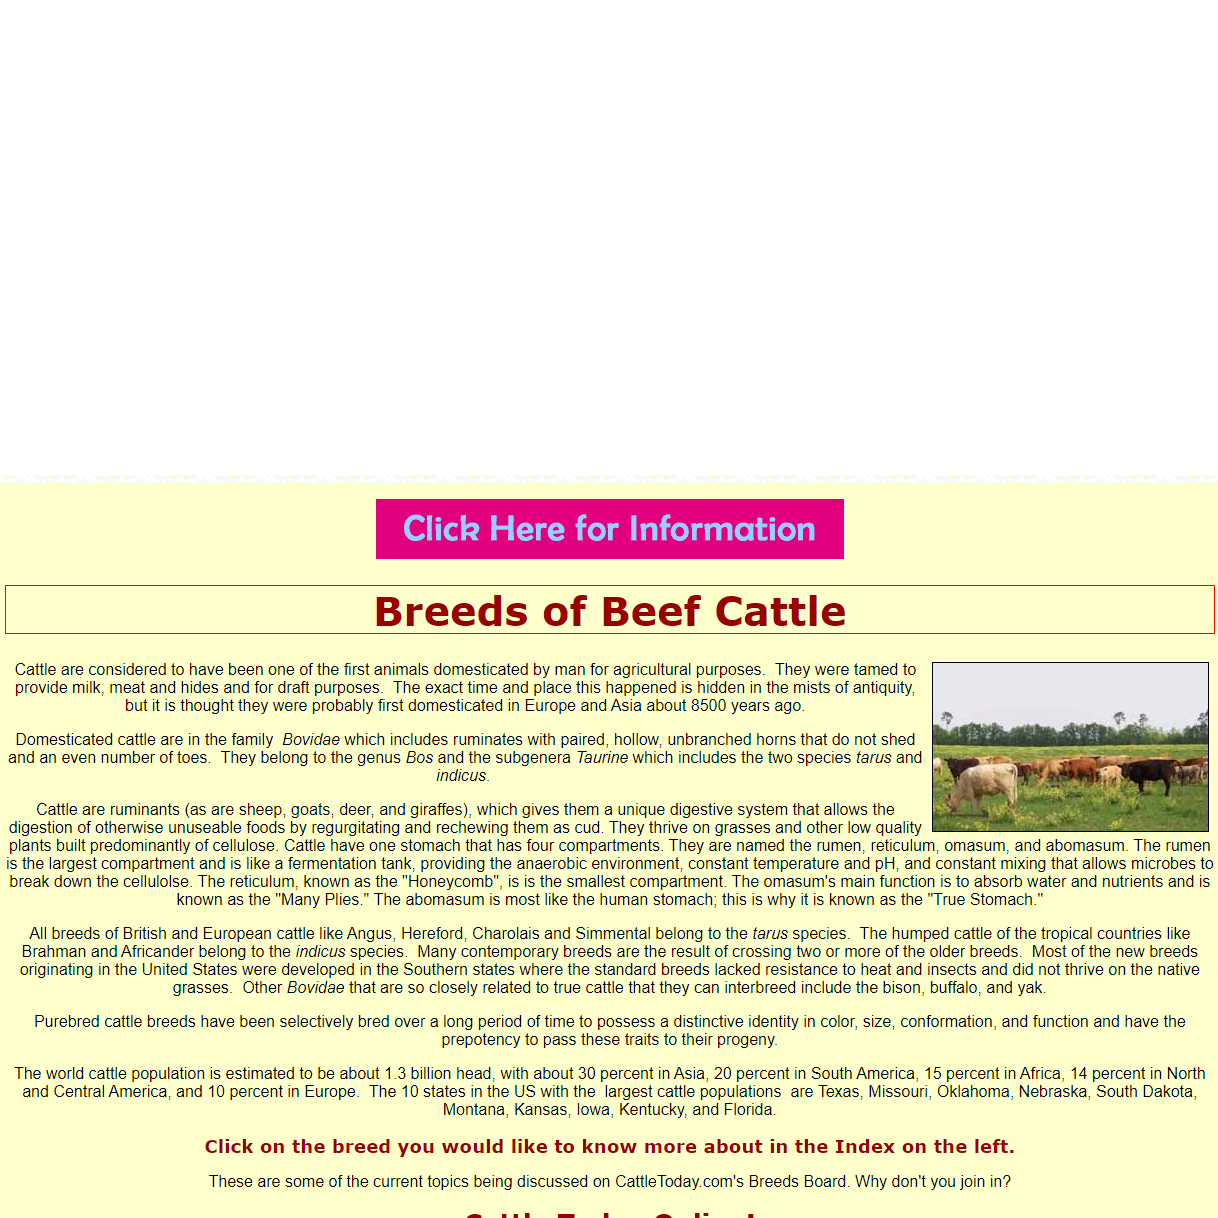 Click Here for Information
Breeds of Beef Cattle
Cattle are considered to have been one of the first animals domesticated by man for agricultural purposes.  They were tamed to
provide milk, meat and hides and for draft purposes.  The exact time and place this happened is hidden in the mists of antiquity,
but it is thought they were probably first domesticated in Europe and Asia about 8500 years ago.
Domesticated cattle are in the family  Bovidae which includes ruminates with paired, hollow, unbranched horns that do not shed
and an even number of toes.  They belong to the genus Bos and the subgenera Taurine which includes the two species tarus and
indicus.
Cattle are ruminants (as are sheep, goats, deer, and giraffes), which gives them a unique digestive system that allows the
digestion of otherwise unuseable foods by regurgitating and rechewing them as cud. They thrive on grasses and other low quality
plants built predominantly of cellulose. Cattle have one stomach that has four compartments. They are named the rumen, reticulum, omasum, and abomasum. The rumen
is the largest compartment and is like a fermentation tank, providing the anaerobic environment, constant temperature and pH, and constant mixing that allows microbes to
break down the cellulolse. The reticulum, known as the "Honeycomb", is is the smallest compartment. The omasum's main function is to absorb water and nutrients and is
known as the "Many Plies." The abomasum is most like the human stomach; this is why it is known as the "True Stomach."
All breeds of British and European cattle like Angus, Hereford, Charolais and Simmental belong to the tarus species.  The humped cattle of the tropical countries like
Brahman and Africander belong to the indicus species.  Many contemporary breeds are the result of crossing two or more of the older breeds.  Most of the new breeds
originating in the United States were developed in the Southern states where the standard breeds lacked resistance to heat and insects and did not thrive on the native
grasses.  Other Bovidae that are so closely related to true cattle that they can interbreed include the bison, buffalo, and yak.
Purebred cattle breeds have been selectively bred over a long period of time to possess a distinctive identity in color, size, conformation, and function and have the
prepotency to pass these traits to their progeny.
The world cattle population is estimated to be about 1.3 billion head, with about 30 percent in Asia, 20 percent in South America, 15 percent in Africa, 14 percent in North
and Central America, and 10 percent in Europe.  The 10 states in the US with the  largest cattle populations  are Texas, Missouri, Oklahoma, Nebraska, South Dakota,
Montana, Kansas, Iowa, Kentucky, and Florida.
Click on the breed you would like to know more about in the Index on the left.
These are some of the current topics being discussed on CattleToday.com's Breeds Board. Why don't you join in?